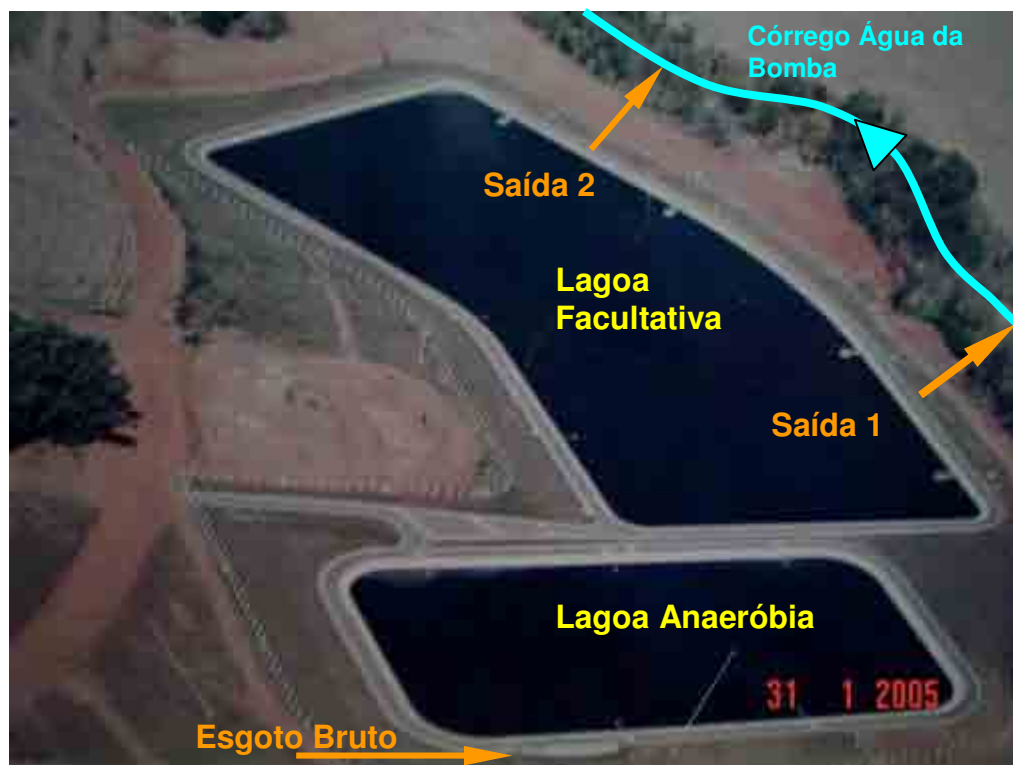 Córrego Água da
Bomba
Saída 2
Lagoa
Facultativa
Saída 1
Lagoa Anaeróbia
31 1 2005
Esgoto Bruto